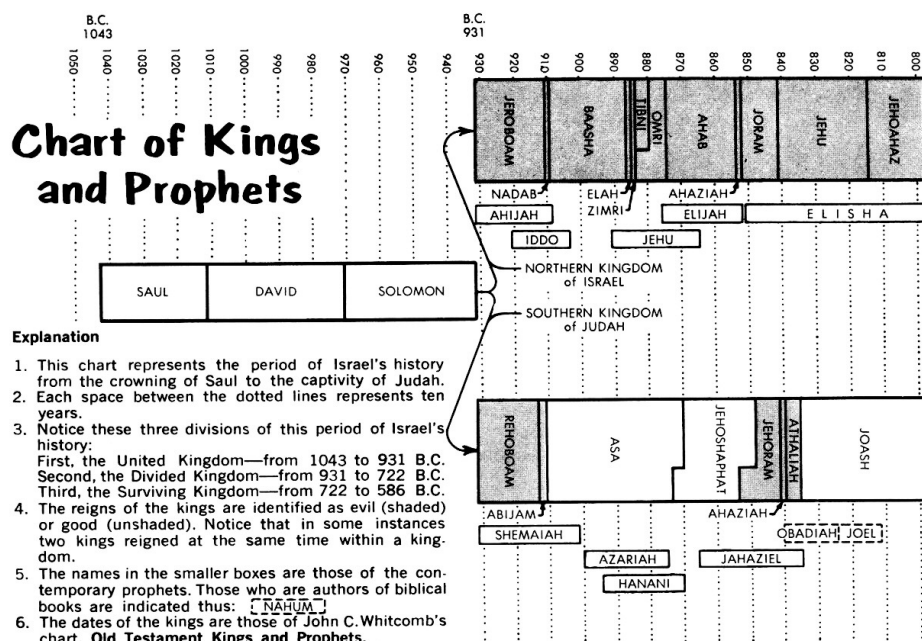 B.C.
1043
B.C.
931
1050
1040
1030
1020
1010
1000
990
980
970
960
950
940
930
920
910
900
890
880
870
860
850
840
830
820
810
800
Chart of Kings
and Prophets
JEROBOAM
BAASHA
TIBNI
OMRI
AHAB
JORAM
JEHU
JEHOAHAZ
NADAB
ELAH
ZIMRI
AHAZIAH
AHIJAH
ELIJAH
ELISHA
IDDO
JEHU
NORTHERN KINGDOM
of ISRAEL
SAUL
DAVID
SOLOMON
SOUTHERN KINGDOM
of JUDAH
Explanation
1. This chart represents the period of Israel's history
from the crowning of Saul to the captivity of Judah.
2. Each space between the dotted lines represents ten
years.
3. Notice these three divisions of this period of Israel's
history:
First, the United Kingdom—from 1043 to 931 B.C.
Second, the Divided Kingdom—from 931 to 722 B.C.
Third, the Surviving Kingdom—from 722 to 586 B.C.
4. The reigns of the kings are identified as evil (shaded)
or good (unshaded). Notice that in some instances
two kings reigned at the same time within a king-
dom.
5. The names in the smaller boxes are those of the con-
temporary prophets. Those who are authors of biblical
books are indicated thus: NAHUM
6. The dates of the kings are those of John C. Whitcomb's
chart, Old Testament Kings and Prophets.
REHOBOAM
ASA
JEHOSHAPHAT
JEHORAM
ATHALIAH
JOASH
ABIJAM
AHAZIAH
SHEMAIAH
OBADIAH
JOEL
AZARIAH
JAHAZIEL
HANANI